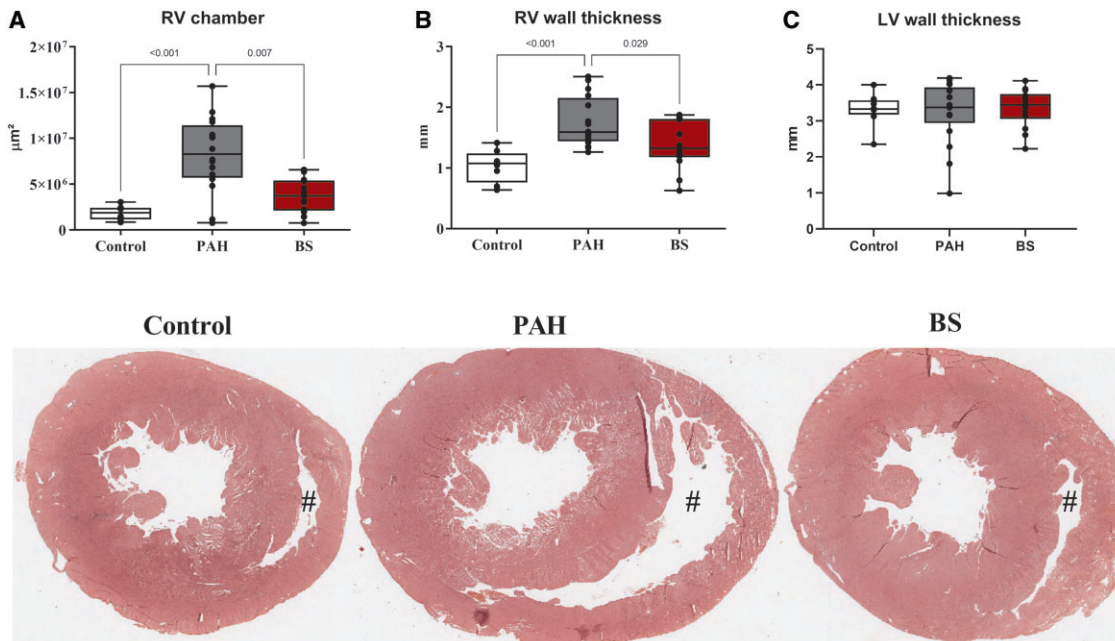 A RV chamber
2×10⁷
1.5×10⁷
1×10⁷
5×10⁶
0
µm²
<0.001 0.007
Control PAH BS
B RV wall thickness
3
2
1
0
mm
<0.001 0.029
Control PAH BS
C LV wall thickness
5
4
3
2
1
0
mm
Control PAH BS
Control PAH BS
# # #